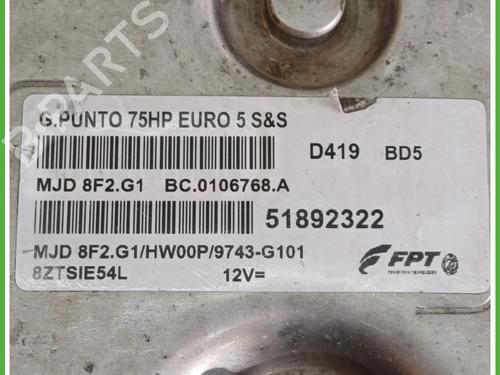 B-PARTS
G.PUNTO 75HP EURO 5 S&S
D419 BD5
MJD 8F2.G1 BC.0106768.A
51892322
MJD 8F2.G1/HW00P/9743-G101
8ZTSIE54L 12V=
FPT